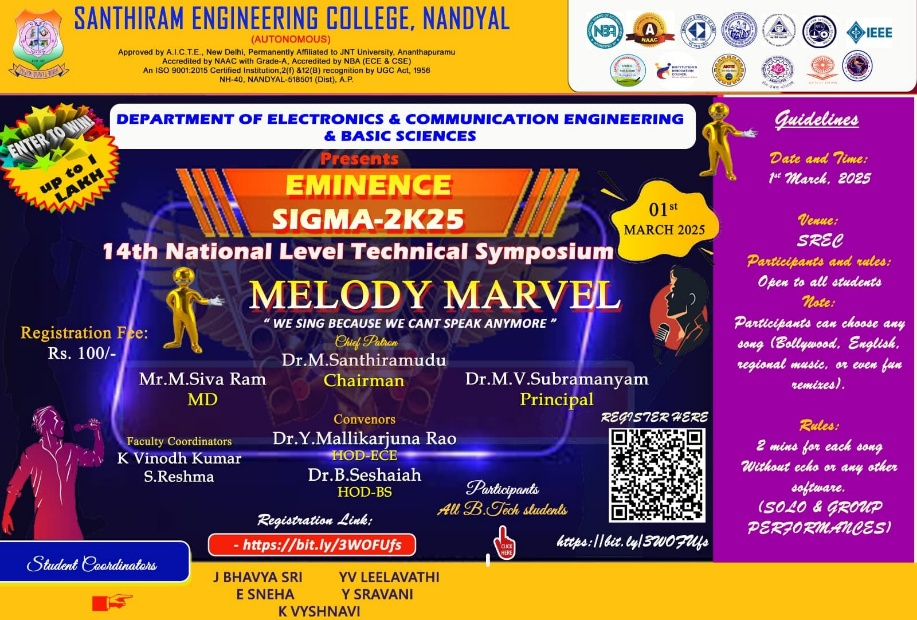 SANTHIRAM ENGINEERING COLLEGE, NANDYAL
(AUTONOMOUS)
Approved by A.I.C.T.E., New Delhi, Permanently Affiliated to JNT University, Ananthapuramu
Accredited by NAAC with Grade-A, Accredited by NBA (ECE & CSE)
An ISO 9001:2015 Certified Institution,2(f) &12(B) recognition by UGC Act, 1956
NH-40, NANDYAL-518501 (Dist), A.P.
NBA
NAAC
IEEE
ENTER TO WIN!
up to 1
LAKH
DEPARTMENT OF ELECTRONICS & COMMUNICATION ENGINEERING
& BASIC SCIENCES
Presents
EMINENCE
SIGMA-2K25
14th National Level Technical Symposium
01st
MARCH 2025
MELODY MARVEL
“ WE SING BECAUSE WE CANT SPEAK ANYMORE ”
Registration Fee:
Rs. 100/-
Chief Patron
Dr.M.Santhiramudu
Chairman
Mr.M.Siva Ram
MD
Dr.M.V.Subramanyam
Principal
Convenors
Dr.Y.Mallikarjuna Rao
HOD-ECE
Dr.B.Seshaiah
HOD-BS
Faculty Coordinators
K Vinodh Kumar
S.Reshma
Participants
All B.Tech students
REGISTER HERE
https://bit.ly/3WOFUfs
Registration Link:
- https://bit.ly/3WOFUfs
CLICK
HERE
Guidelines
Date and Time:
1st March, 2025
Venue:
SREC
Participants and rules:
Open to all students
Note:
Participants can choose any
song (Bollywood, English,
regional music, or even fun
remixes).
Rules:
2 mins for each song
Without echo or any other
software.
(SOLO & GROUP
PERFORMANCES)
Student Coordinators
J BHAVYA SRI YV LEELAVATHI
E SNEHA Y SRAVANI
K VYSHNAVI